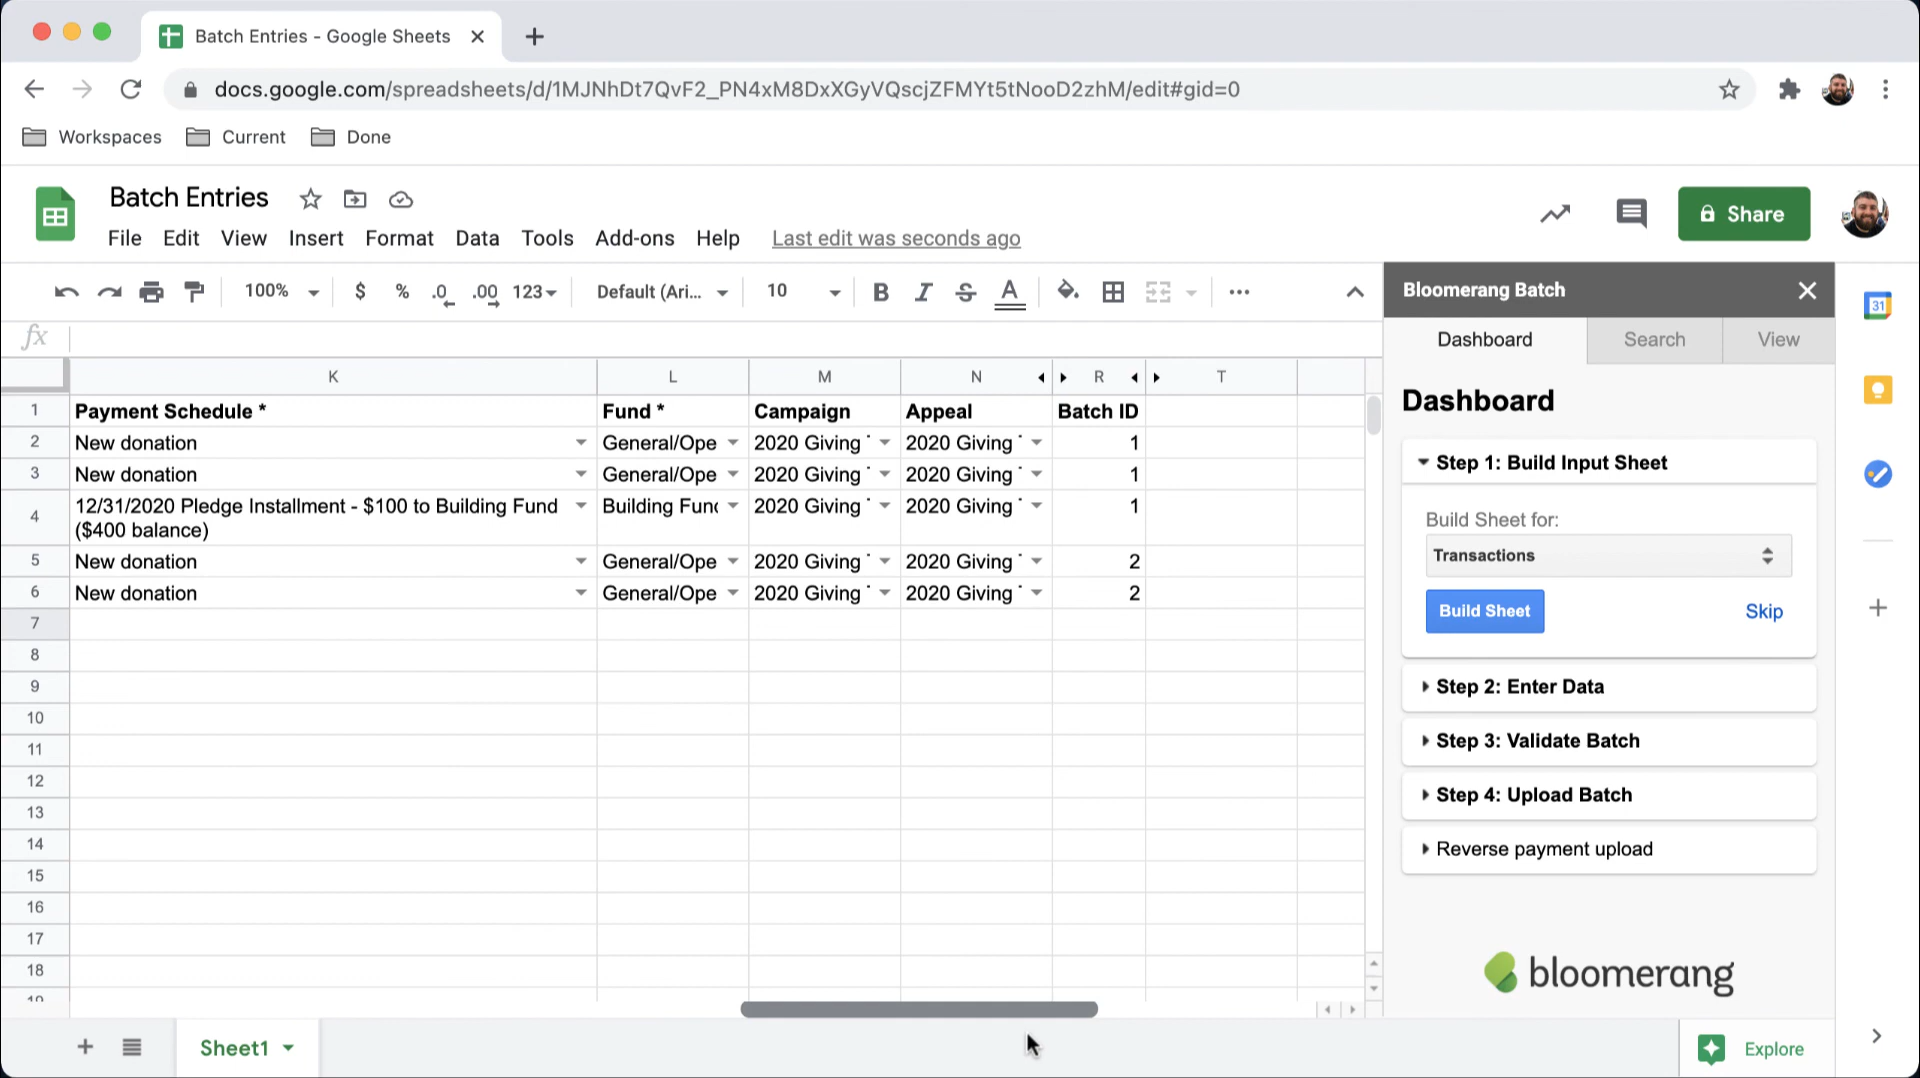 Batch Entries - Google Sheets
docs.google.com/spreadsheets/d/1MJNhDt7QvF2_PN4xM8DxXGyVQscjZFMYt5tNooD2zhM/edit#gid=0
Workspaces Current Done
Batch Entries
File Edit View Insert Format Data Tools Add-ons Help Last edit was seconds ago
Share
100% $ % .0 .00 123 Default (Ari... 10 B I S A
fx
K L M N R T
1 Payment Schedule * Fund * Campaign Appeal Batch ID
2 New donation General/Ope 2020 Giving 2020 Giving 1
3 New donation General/Ope 2020 Giving 2020 Giving 1
4 12/31/2020 Pledge Installment - $100 to Building Fund ($400 balance) Building Fund 2020 Giving 2020 Giving 1
5 New donation General/Ope 2020 Giving 2020 Giving 2
6 New donation General/Ope 2020 Giving 2020 Giving 2
7
8
9
10
11
12
13
14
15
16
17
18
19
Sheet1
Bloomerang Batch
Dashboard Search View
Dashboard
Step 1: Build Input Sheet
Build Sheet for:
Transactions
Build Sheet Skip
Step 2: Enter Data
Step 3: Validate Batch
Step 4: Upload Batch
Reverse payment upload
bloomerang
31
Explore